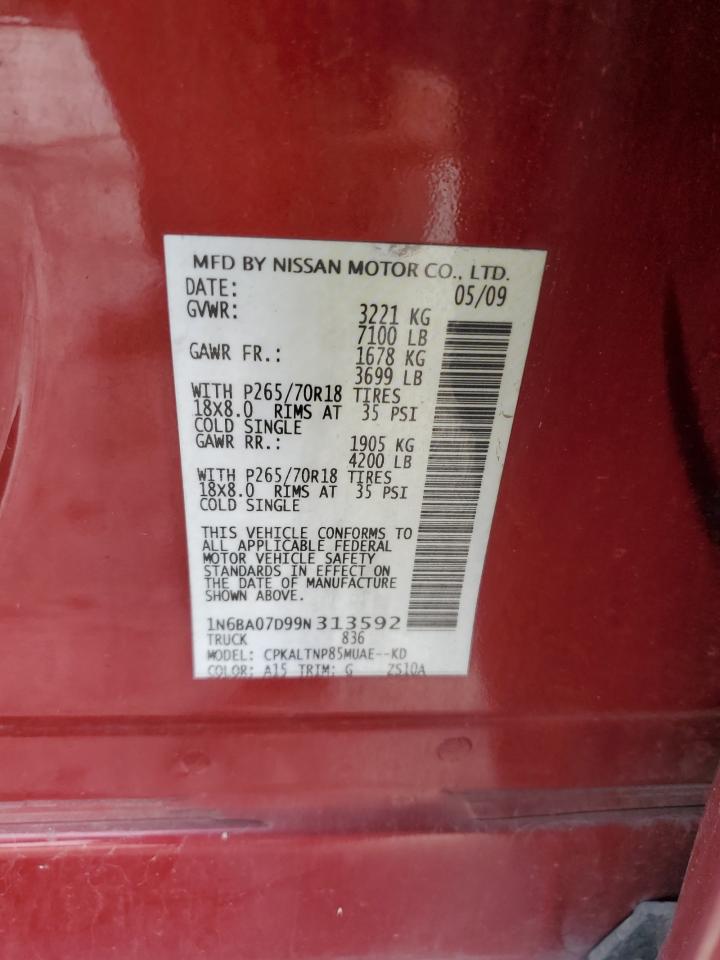 MFD BY NISSAN MOTOR CO., LTD.
DATE: 05/09
GVWR: 3221 KG
7100 LB
GAWR FR.: 1678 KG
3699 LB
WITH P265/70R18 TIRES
18X8.0 RIMS AT 35 PSI
COLD SINGLE
GAWR RR.: 1905 KG
4200 LB
WITH P265/70R18 TIRES
18X8.0 RIMS AT 35 PSI
COLD SINGLE
THIS VEHICLE CONFORMS TO
ALL APPLICABLE FEDERAL
MOTOR VEHICLE SAFETY
STANDARDS IN EFFECT ON
THE DATE OF MANUFACTURE
SHOWN ABOVE.
1N6BA07D99N313592
TRUCK 836
MODEL: CPKALTNP85MUAE--KD
COLOR: A15 TRIM: G ZS10A